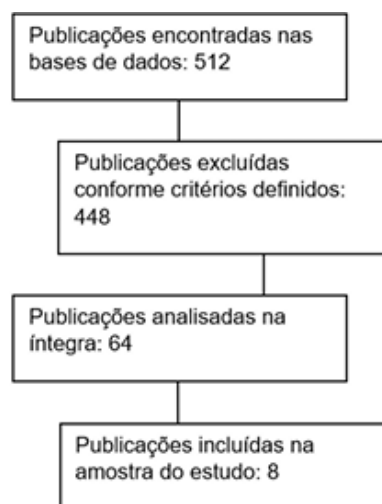 Publicações encontradas nas
bases de dados: 512
Publicações excluídas
conforme critérios definidos:
448
Publicações analisadas na
íntegra: 64
Publicações incluídas na
amostra do estudo: 8